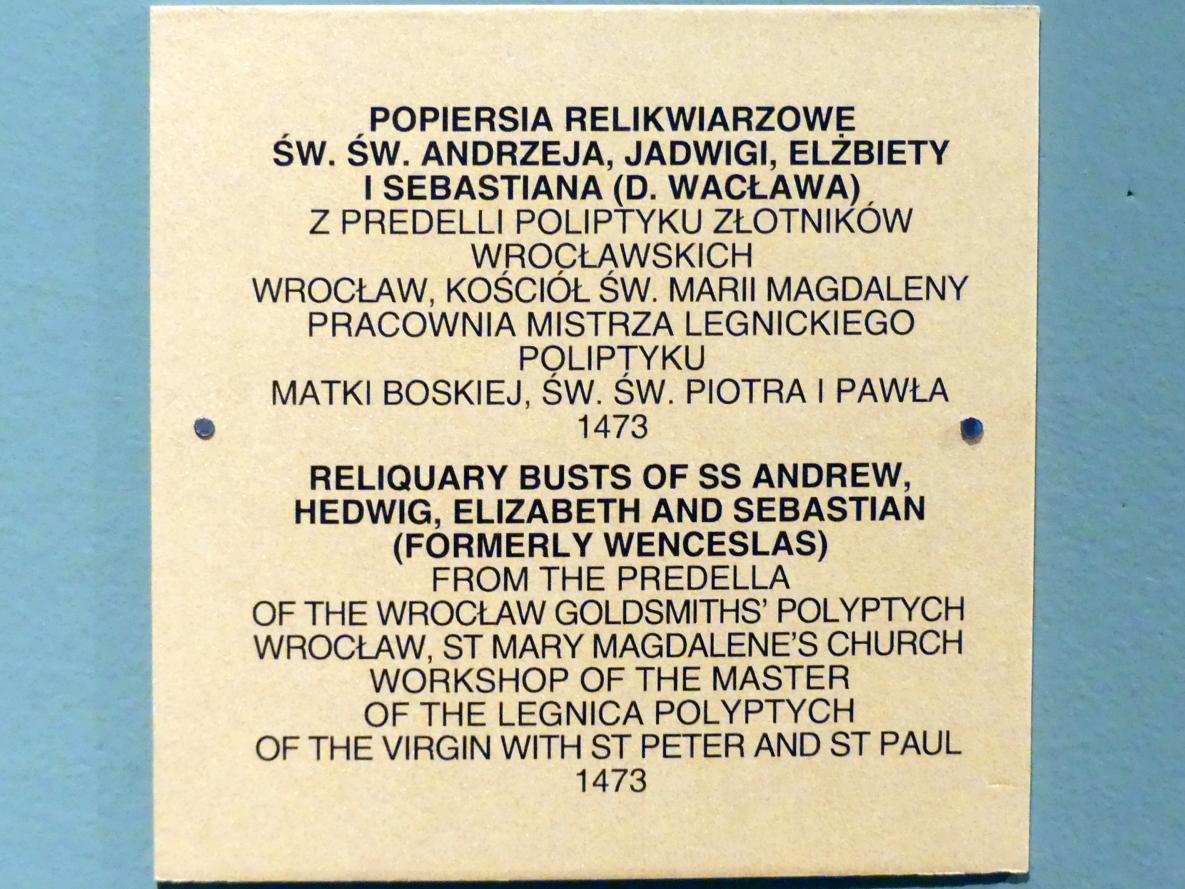 POPIERSIA RELIKWIARZOWE
ŚW. ŚW. ANDRZEJA, JADWIGI, ELŻBIETY
I SEBASTIANA (D. WACŁAWA)
Z PREDELLI POLIPTYKU ZŁOTNIKÓW
WROCŁAWSKICH
WROCŁAW, KOŚCIÓŁ ŚW. MARII MAGDALENY
PRACOWNIA MISTRZA LEGNICKIEGO
POLIPTYKU
MATKI BOSKIEJ, ŚW. ŚW. PIOTRA I PAWŁA
1473
RELIQUARY BUSTS OF SS ANDREW,
HEDWIG, ELIZABETH AND SEBASTIAN
(FORMERLY WENCESLAS)
FROM THE PREDELLA
OF THE WROCŁAW GOLDSMITHS’ POLYPTYCH
WROCŁAW, ST MARY MAGDALENE’S CHURCH
WORKSHOP OF THE MASTER
OF THE LEGNICA POLYPTYCH
OF THE VIRGIN WITH ST PETER AND ST PAUL
1473